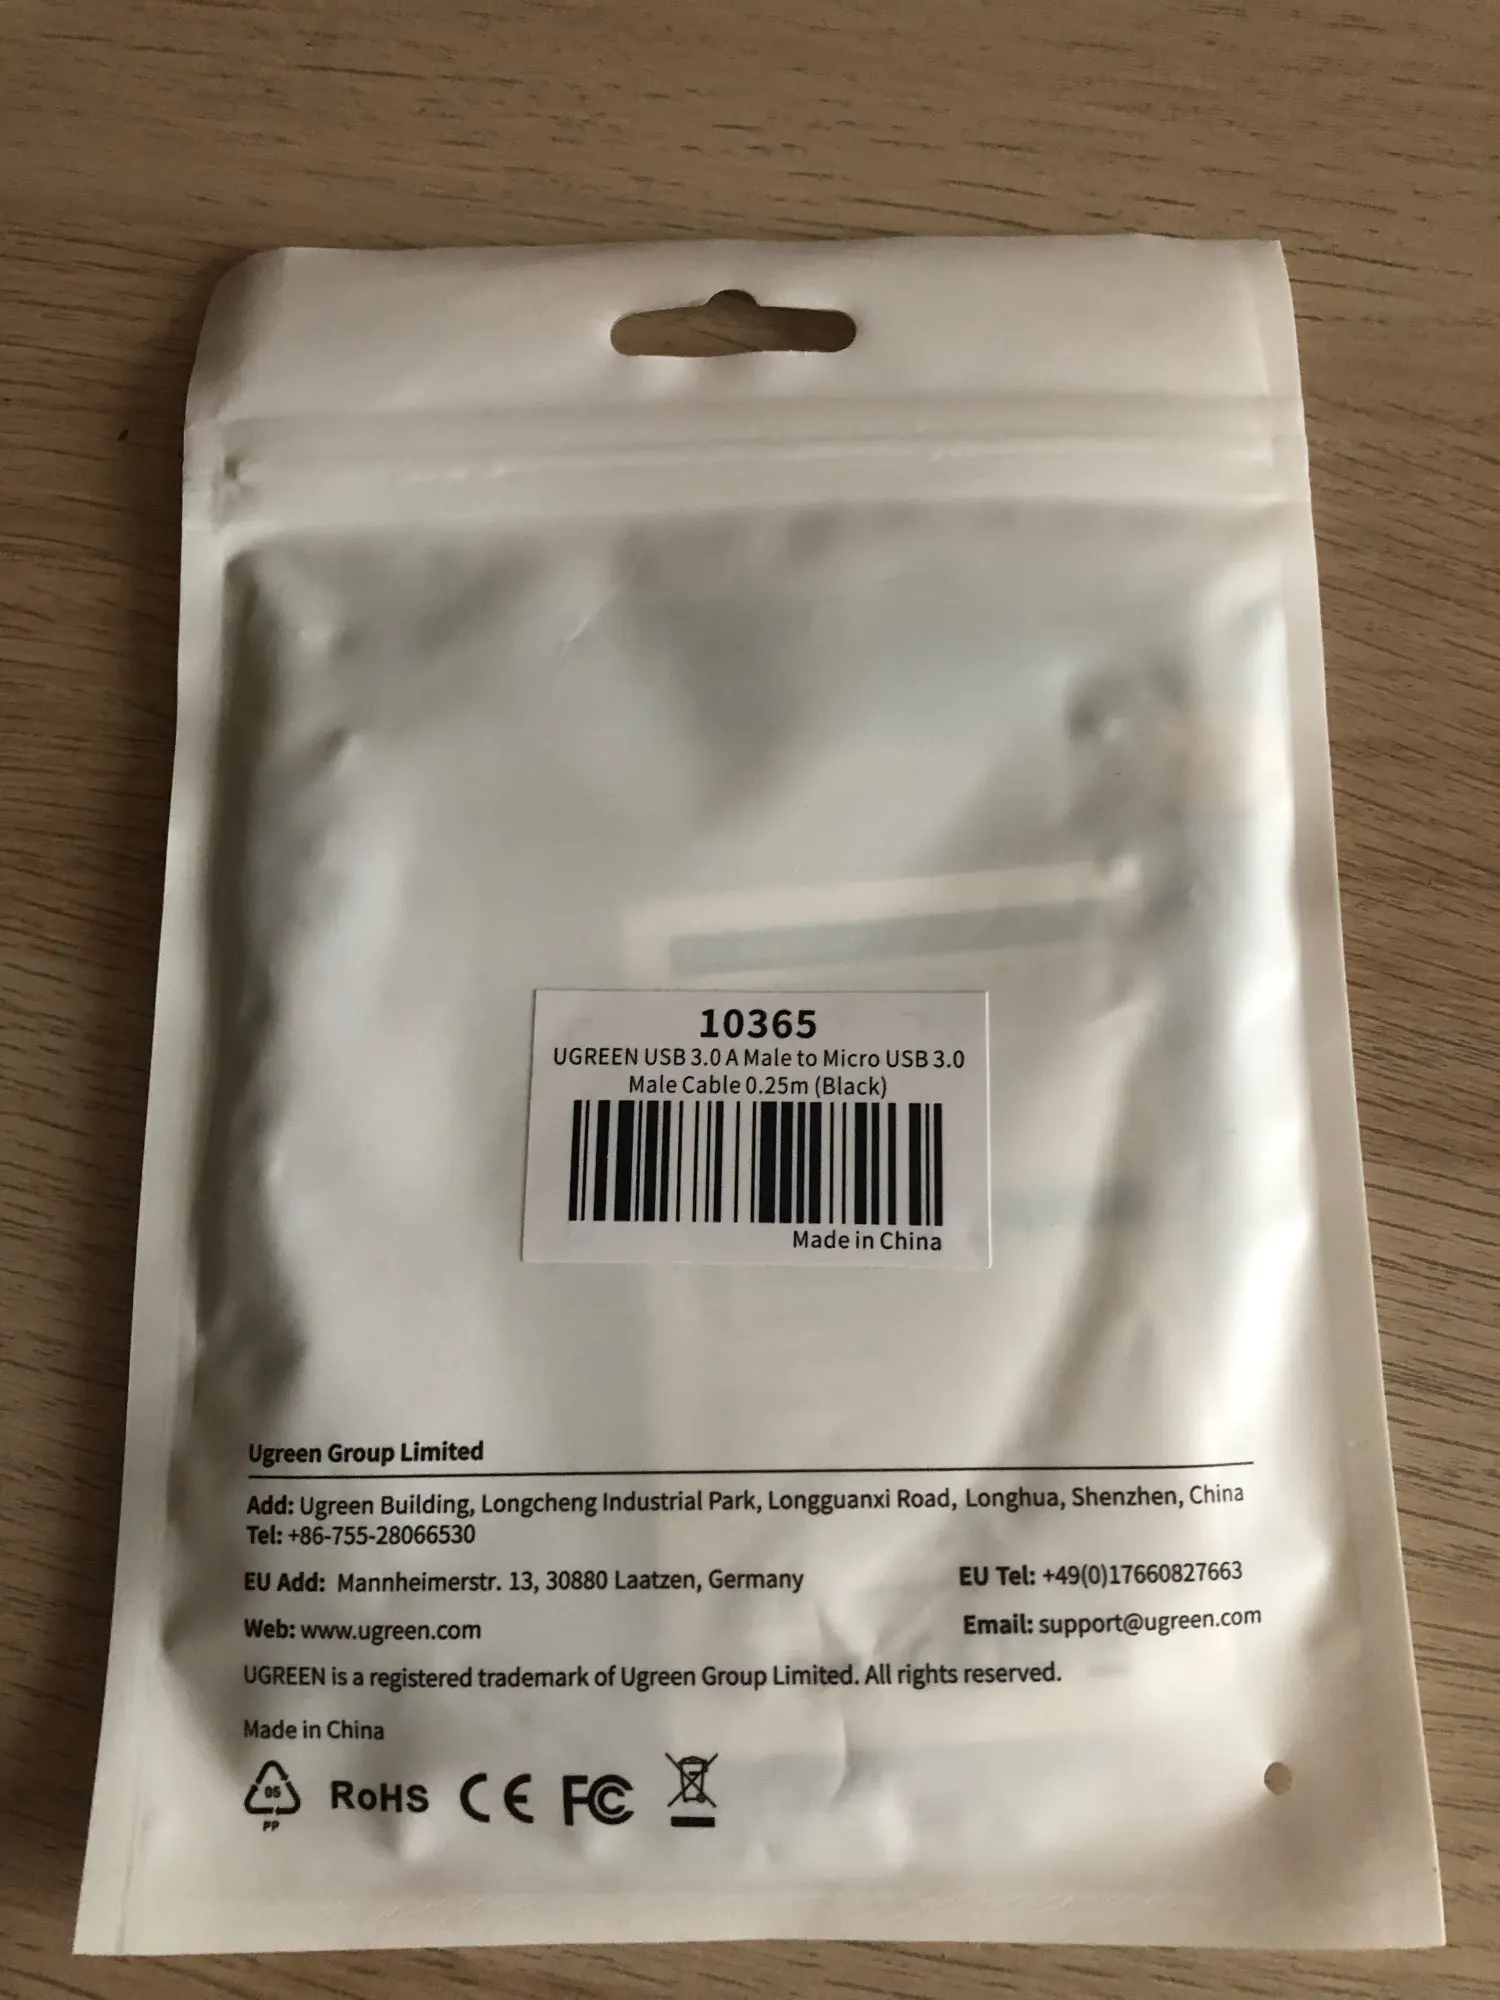 10365
UGREEN USB 3.0 A Male to Micro USB 3.0
Male Cable 0.25m (Black)
Made in China
Ugreen Group Limited
Add: Ugreen Building, Longcheng Industrial Park, Longguanxi Road, Longhua, Shenzhen, China
Tel: +86-755-28066530
EU Add: Mannheimerstr. 13, 30880 Laatzen, Germany EU Tel: +49(0)17660827663
Web: www.ugreen.com Email: support@ugreen.com
UGREEN is a registered trademark of Ugreen Group Limited. All rights reserved.
Made in China
05
PP
RoHS CE FC